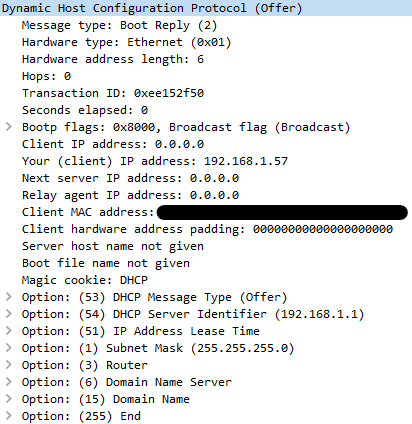 Dynamic Host Configuration Protocol (Offer)
Message type: Boot Reply (2)
Hardware type: Ethernet (0x01)
Hardware address length: 6
Hops: 0
Transaction ID: 0xee152f50
Seconds elapsed: 0
Bootp flags: 0x8000, Broadcast flag (Broadcast)
Client IP address: 0.0.0.0
Your (client) IP address: 192.168.1.57
Next server IP address: 0.0.0.0
Relay agent IP address: 0.0.0.0
Client MAC address:
Client hardware address padding: 00000000000000000000
Server host name not given
Boot file name not given
Magic cookie: DHCP
Option: (53) DHCP Message Type (Offer)
Option: (54) DHCP Server Identifier (192.168.1.1)
Option: (51) IP Address Lease Time
Option: (1) Subnet Mask (255.255.255.0)
Option: (3) Router
Option: (6) Domain Name Server
Option: (15) Domain Name
Option: (255) End